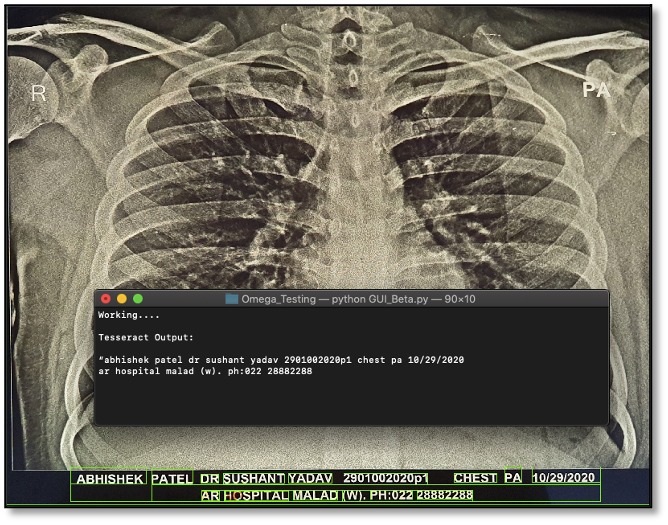 R
PA
Omega_Testing — python GUI_Beta.py — 90×10
Working....
Tesseract Output:
"abhishek patel dr sushant yadav 2901002020p1 chest pa 10/29/2020
ar hospital malad (w). ph:022 28882288
ABHISHEK PATEL DR SUSHANT YADAV 2901002020p1 CHEST PA 10/29/2020
AR HOSPITAL MALAD (W). PH:022 28882288